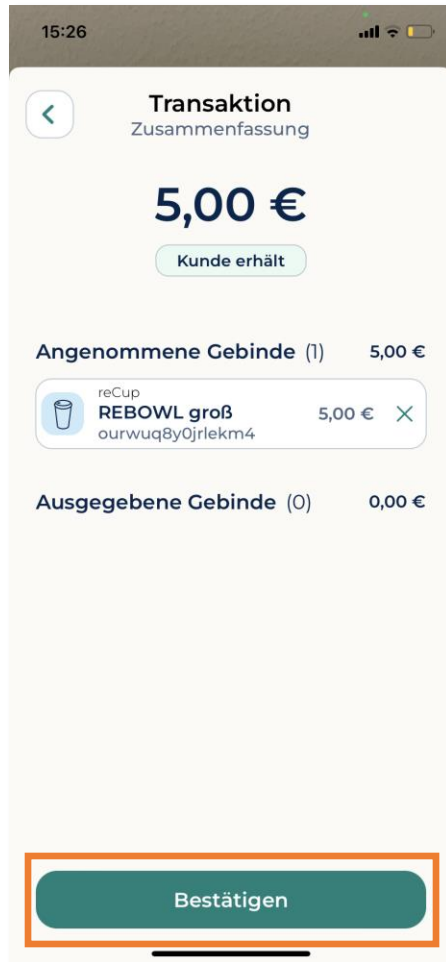 15:26
Transaktion
Zusammenfassung
5,00 €
Kunde erhält
Angenommene Gebinde (1) 5,00 €
reCup
REBOWL groß 5,00 €
ourwuq8y0jrlekm4
Ausgegebene Gebinde (0) 0,00 €
Bestätigen